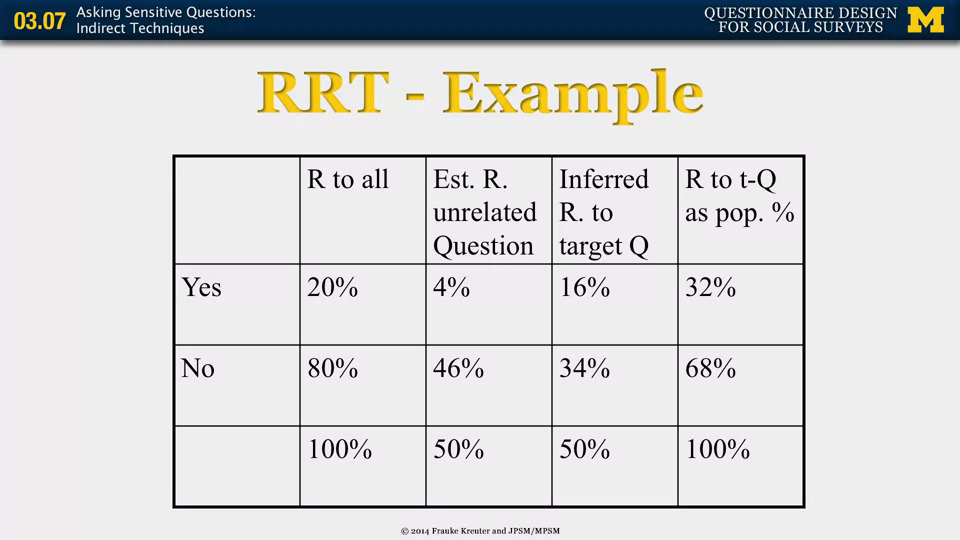 03.07
Asking Sensitive Questions:
Indirect Techniques
QUESTIONNAIRE DESIGN
FOR SOCIAL SURVEYS
M
RRT - Example
R to all
Est. R.
unrelated
Question
Inferred
R. to
target Q
R to t-Q
as pop. %
Yes
20%
4%
16%
32%
No
80%
46%
34%
68%
100%
50%
50%
100%
© 2014 Frauke Kreuter and JPSM/MPSM